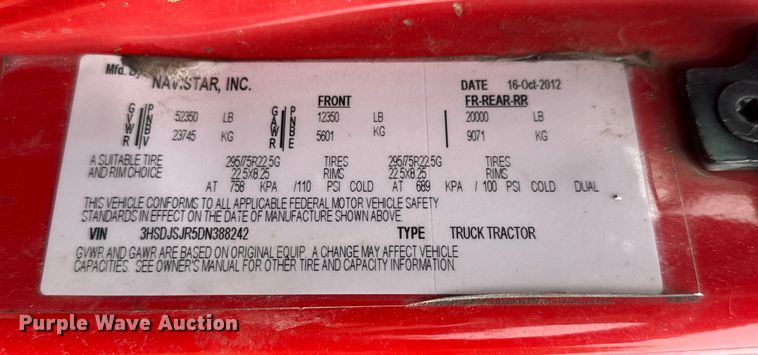 Mfd. By
NAVISTAR, INC.
DATE 16-Oct-2012
FRONT FR-REAR-RR
GVWR PNBV 52350 LB GAWR PNBE 12350 LB 20000 LB
23745 KG 5601 KG 9071 KG
A SUITABLE TIRE 295/75R22.5G TIRES 295/75R22.5G TIRES
AND RIM CHOICE 22.5X8.25 RIMS 22.5X8.25 RIMS
AT 758 KPA /110 PSI COLD AT 689 KPA / 100 PSI COLD DUAL
THIS VEHICLE CONFORMS TO ALL APPLICABLE FEDERAL MOTOR VEHICLE SAFETY
STANDARDS IN EFFECT ON THE DATE OF MANUFACTURE SHOWN ABOVE.
VIN 3HSDJSJR5DN388242 TYPE TRUCK TRACTOR
GVWR AND GAWR ARE BASED ON ORIGINAL EQUIP. A CHANGE MAY AFFECT VEHICLE
CAPACITIES. SEE OWNER'S MANUAL FOR OTHER TIRE AND CAPACITY INFORMATION.
Purple Wave Auction